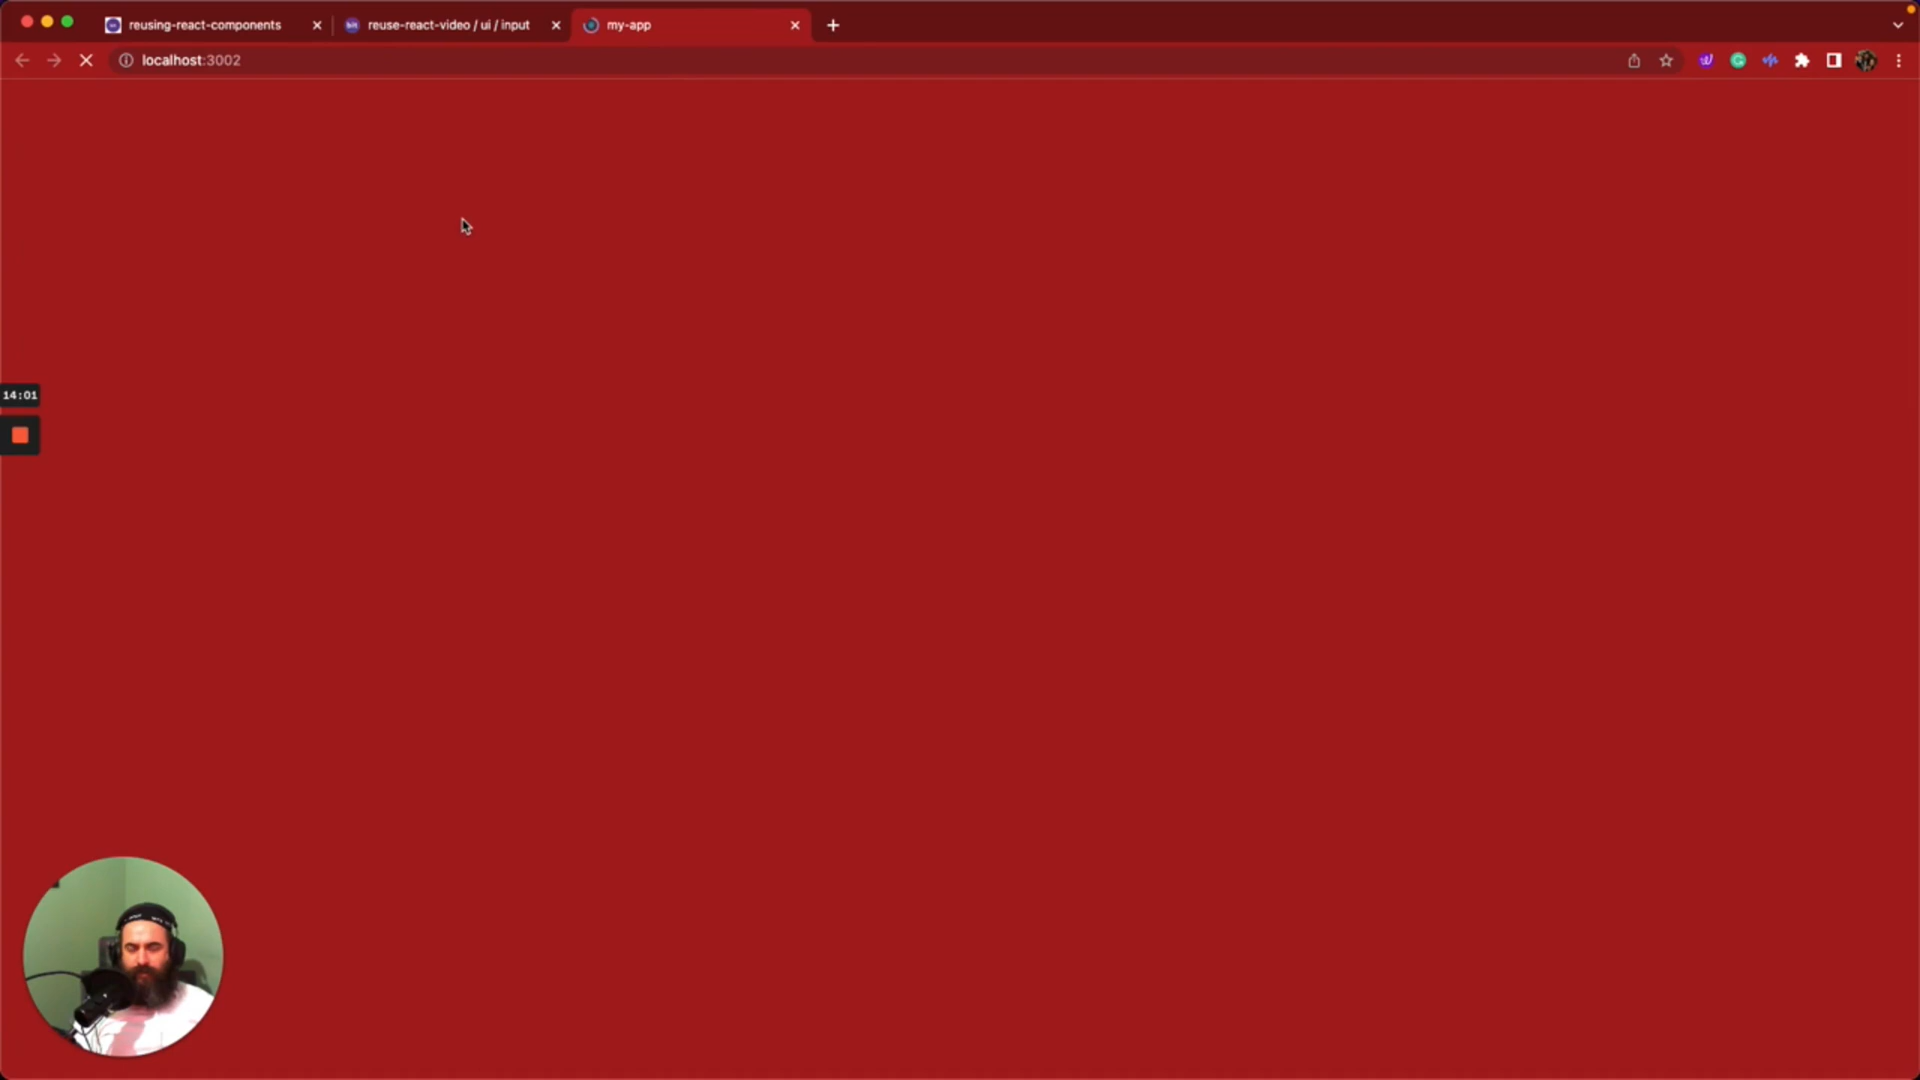 reusing-react-components
reuse-react-video / ui / input
my-app
localhost:3002
14:01